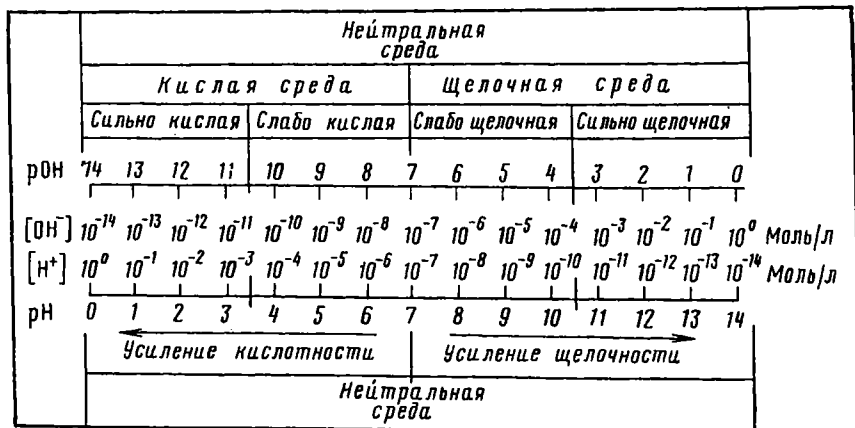 Нейтральная
среда
Кислая среда Щелочная среда
Сильно кислая Слабо кислая Слабо щелочная Сильно щелочная
рОН 14 13 12 11 10 9 8 7 6 5 4 3 2 1 0
[OH⁻] 10⁻¹⁴ 10⁻¹³ 10⁻¹² 10⁻¹¹ 10⁻¹⁰ 10⁻⁹ 10⁻⁸ 10⁻⁷ 10⁻⁶ 10⁻⁵ 10⁻⁴ 10⁻³ 10⁻² 10⁻¹ 10⁰ Моль/л
[H⁺] 10⁰ 10⁻¹ 10⁻² 10⁻³ 10⁻⁴ 10⁻⁵ 10⁻⁶ 10⁻⁷ 10⁻⁸ 10⁻⁹ 10⁻¹⁰ 10⁻¹¹ 10⁻¹² 10⁻¹³ 10⁻¹⁴ Моль/л
рН 0 1 2 3 4 5 6 7 8 9 10 11 12 13 14
Усиление кислотности Усиление щелочности
Нейтральная
среда